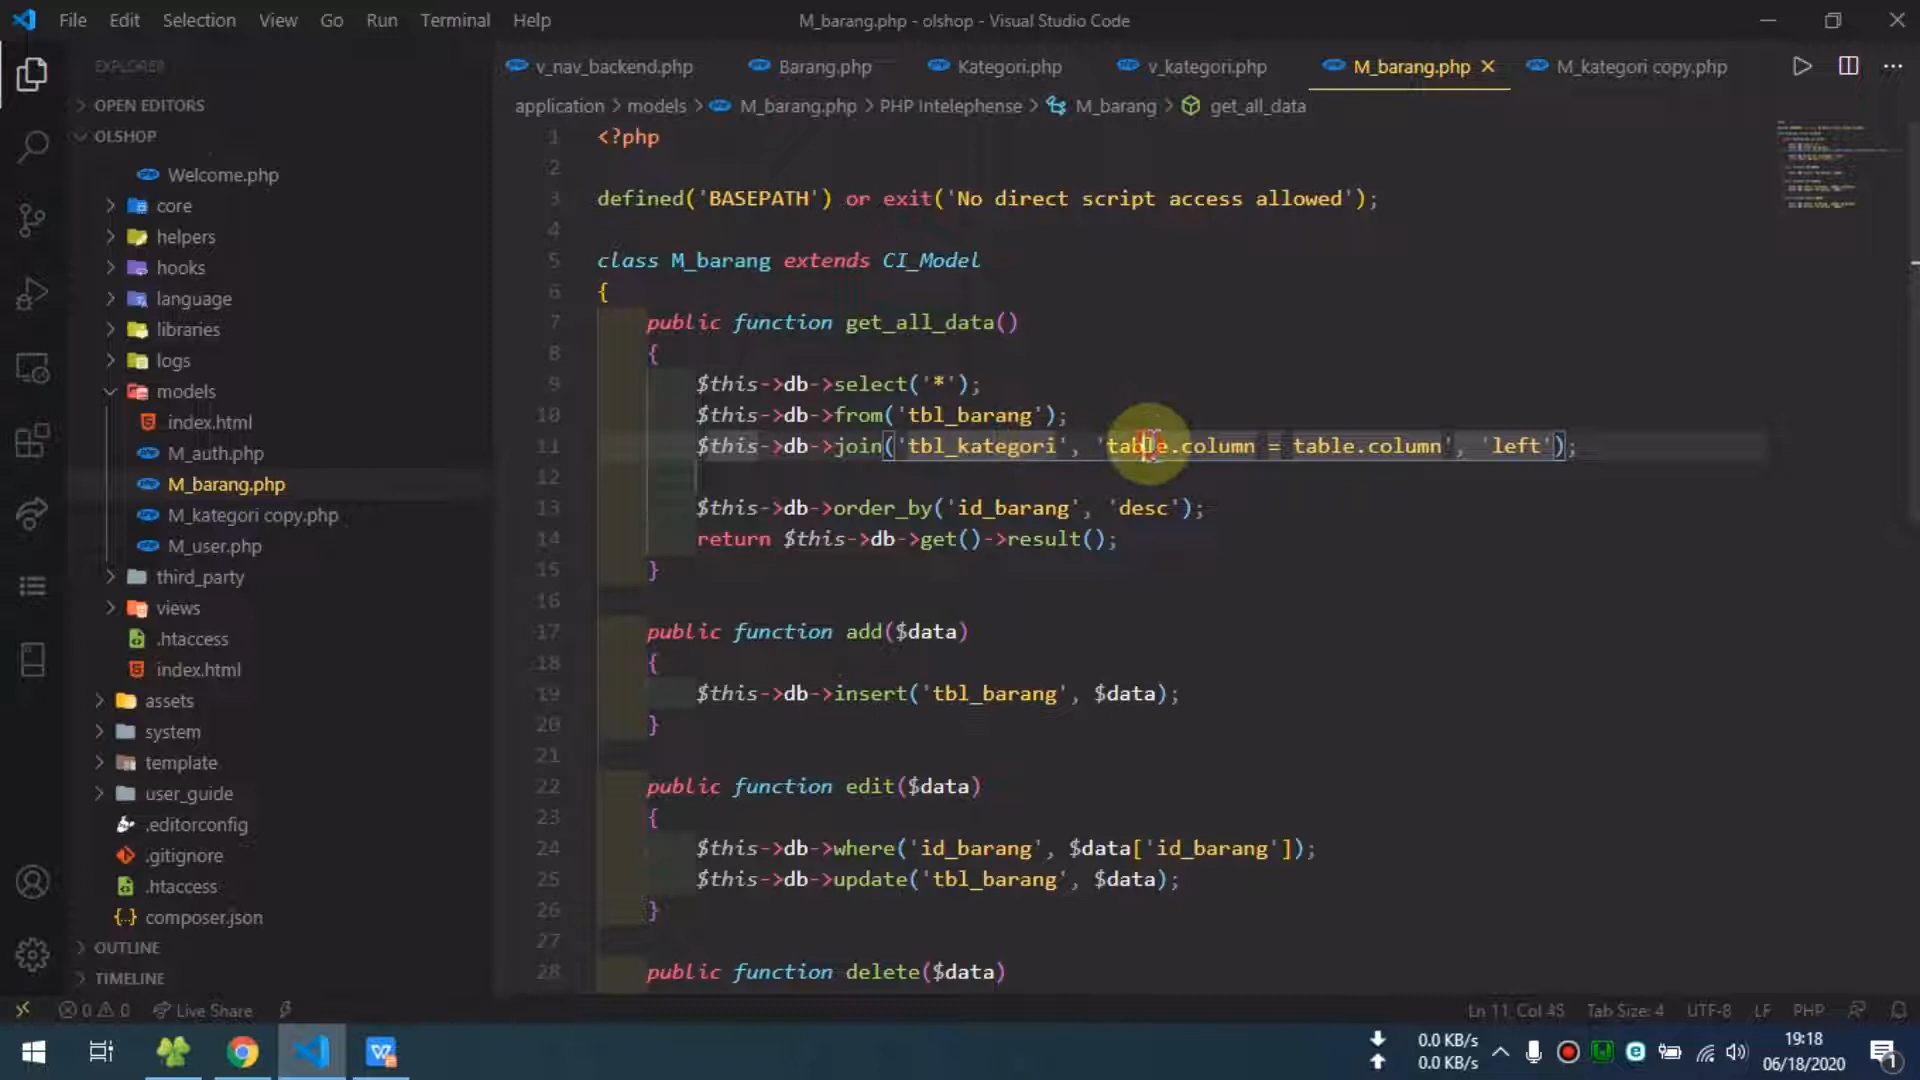 File Edit Selection View Go Run Terminal Help
M_barang.php - olshop - Visual Studio Code
EXPLORER
OPEN EDITORS
OLSHOP
Welcome.php
core
helpers
hooks
language
libraries
logs
models
index.html
M_auth.php
M_barang.php
M_kategori copy.php
M_user.php
third_party
views
.htaccess
index.html
assets
system
template
user_guide
.editorconfig
.gitignore
.htaccess
composer.json
OUTLINE
TIMELINE
v_nav_backend.php Barang.php Kategori.php v_kategori.php M_barang.php M_kategori copy.php
application > models > M_barang.php > PHP Intelephense > M_barang > get_all_data
1 <?php
2
3 defined('BASEPATH') or exit('No direct script access allowed');
4
5 class M_barang extends CI_Model
6 {
7 public function get_all_data()
8 {
9 $this->db->select('*');
10 $this->db->from('tbl_barang');
11 $this->db->join('tbl_kategori', 'table.column = table.column', 'left');
12
13 $this->db->order_by('id_barang', 'desc');
14 return $this->db->get()->result();
15 }
16
17 public function add($data)
18 {
19 $this->db->insert('tbl_barang', $data);
20 }
21
22 public function edit($data)
23 {
24 $this->db->where('id_barang', $data['id_barang']);
25 $this->db->update('tbl_barang', $data);
26 }
27
28 public function delete($data)
0 0 Live Share
Ln 11, Col 45 Tab Size: 4 UTF-8 LF PHP
0.0 KB/s
0.0 KB/s
19:18
06/18/2020
1